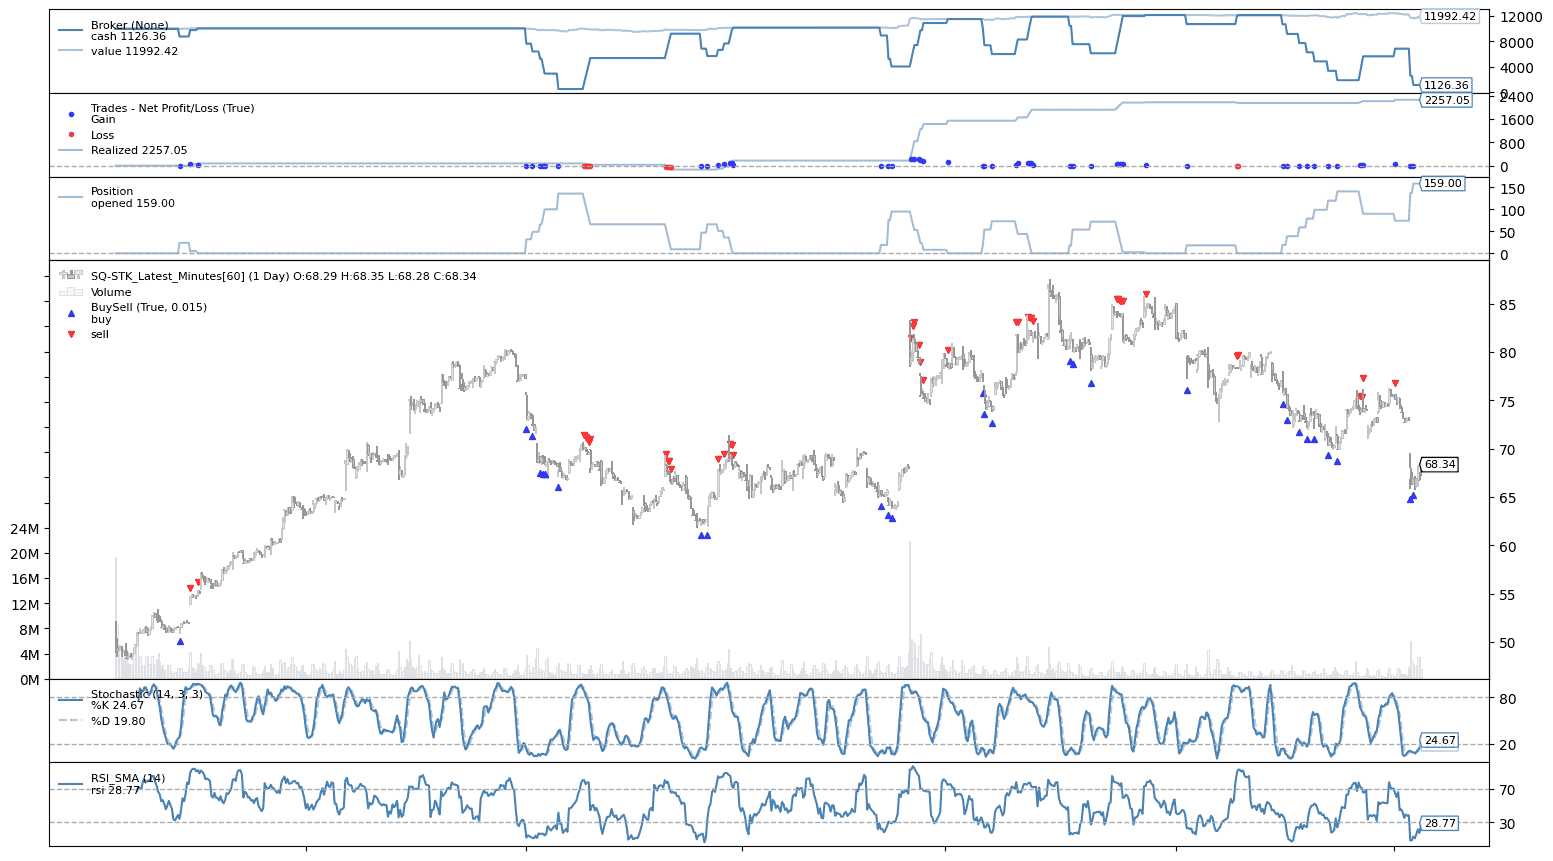 Broker (None)
cash 1126.36
value 11992.42
11992.42
12000
8000
4000
1126.36
0
Trades - Net Profit/Loss (True)
Gain
Loss
Realized 2257.05
2400
2257.05
1600
800
0
Position
opened 159.00
159.00
150
100
50
0
SQ-STK_Latest_Minutes[60] (1 Day) O:68.29 H:68.35 L:68.28 C:68.34
Volume
BuySell (True, 0.015)
buy
sell
85
80
75
70
68.34
65
60
55
50
24M
20M
16M
12M
8M
4M
0M
Stochastic (14, 3, 3)
%K 24.67
%D 19.80
80
24.67
20
RSI_SMA (14)
rsi 28.77
70
28.77
30